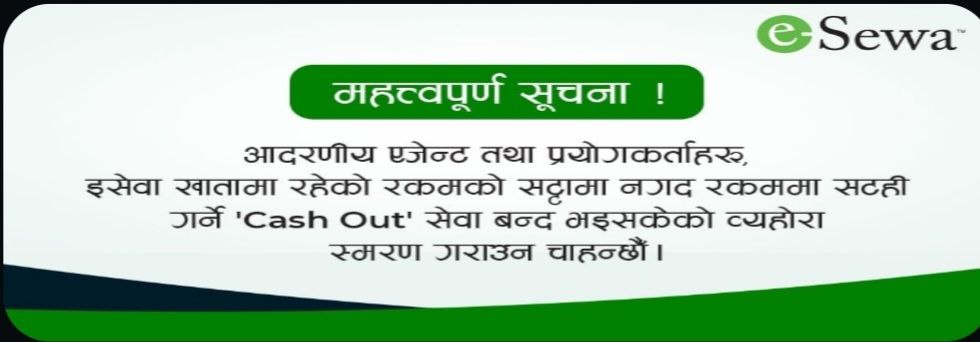 e-Sewa™
महत्त्वपूर्ण सूचना !
आदरणीय एजेन्ट तथा प्रयोगकर्ताहरु,
इसेवा खातामा रहेको रकमको सट्टामा नगद रकममा सटही
गर्ने 'Cash Out' सेवा बन्द भइसकेको व्यहोरा
स्मरण गराउन चाहन्छौं ।